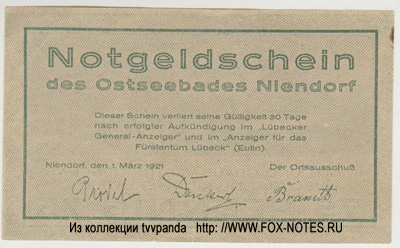 Notgeldschein
des Ostseebades Niendorf
Dieser Schein verliert seine Gültigkeit 30 Tage
nach erfolgter Aufkündigung im „Lübecker
General-Anzeiger" und im „Anzeiger für das
Fürstentum Lübeck" (Eutin)
Niendorf, den 1. März 1921 Der Ortsausschuß
Из коллекции tvvpanda http: //WWW.FOX-NOTES.RU